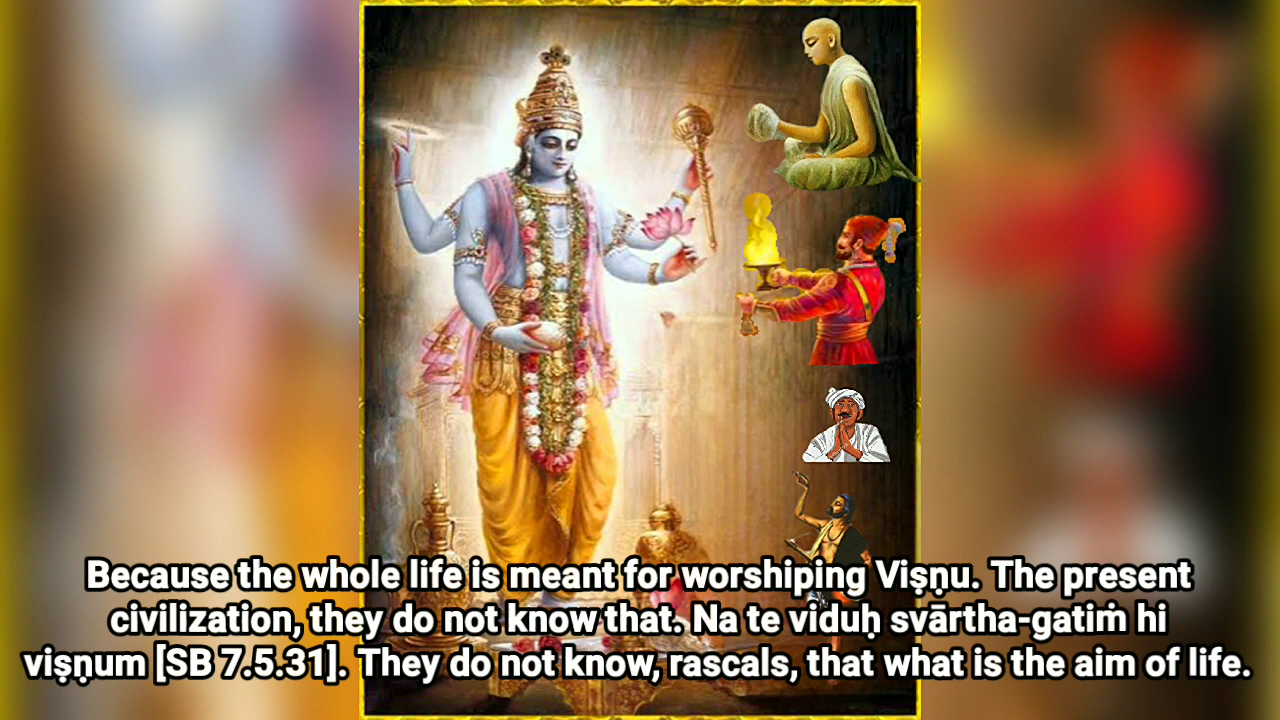 Because the whole life is meant for worshiping Viṣṇu. The present
civilization, they do not know that. Na te viduḥ svārtha-gatiṁ hi
viṣṇum [SB 7.5.31]. They do not know, rascals, that what is the aim of life.